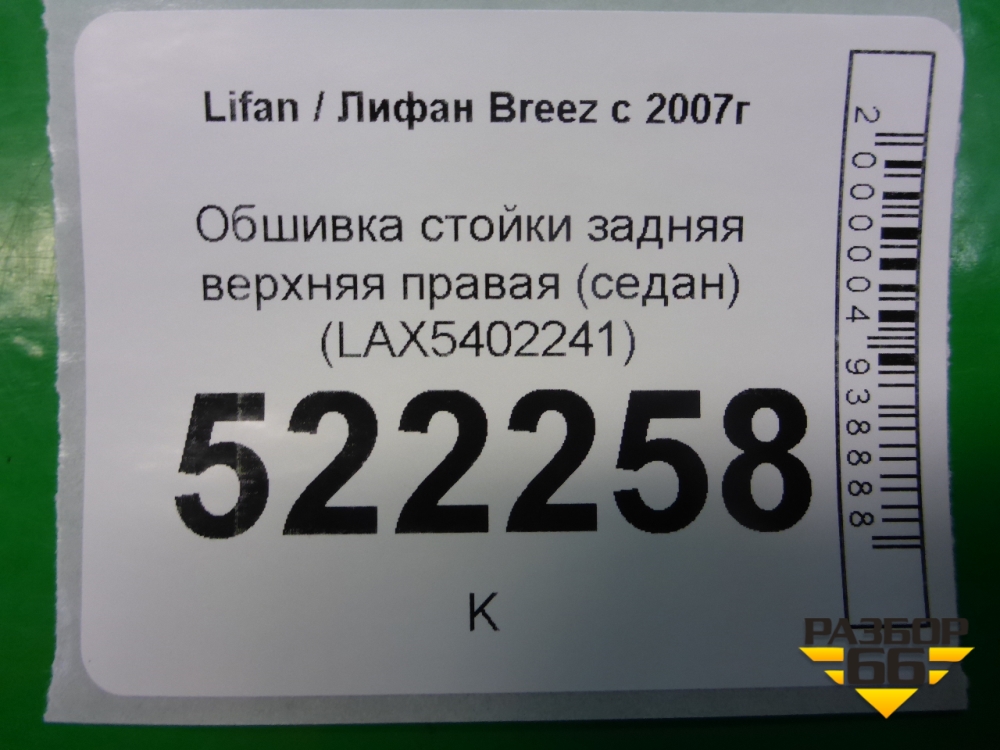 Lifan / Лифан Breez с 2007г
Обшивка стойки задняя
верхняя правая (седан)
(LAX5402241)
522258
К
2000004938888
РАЗБОР
66